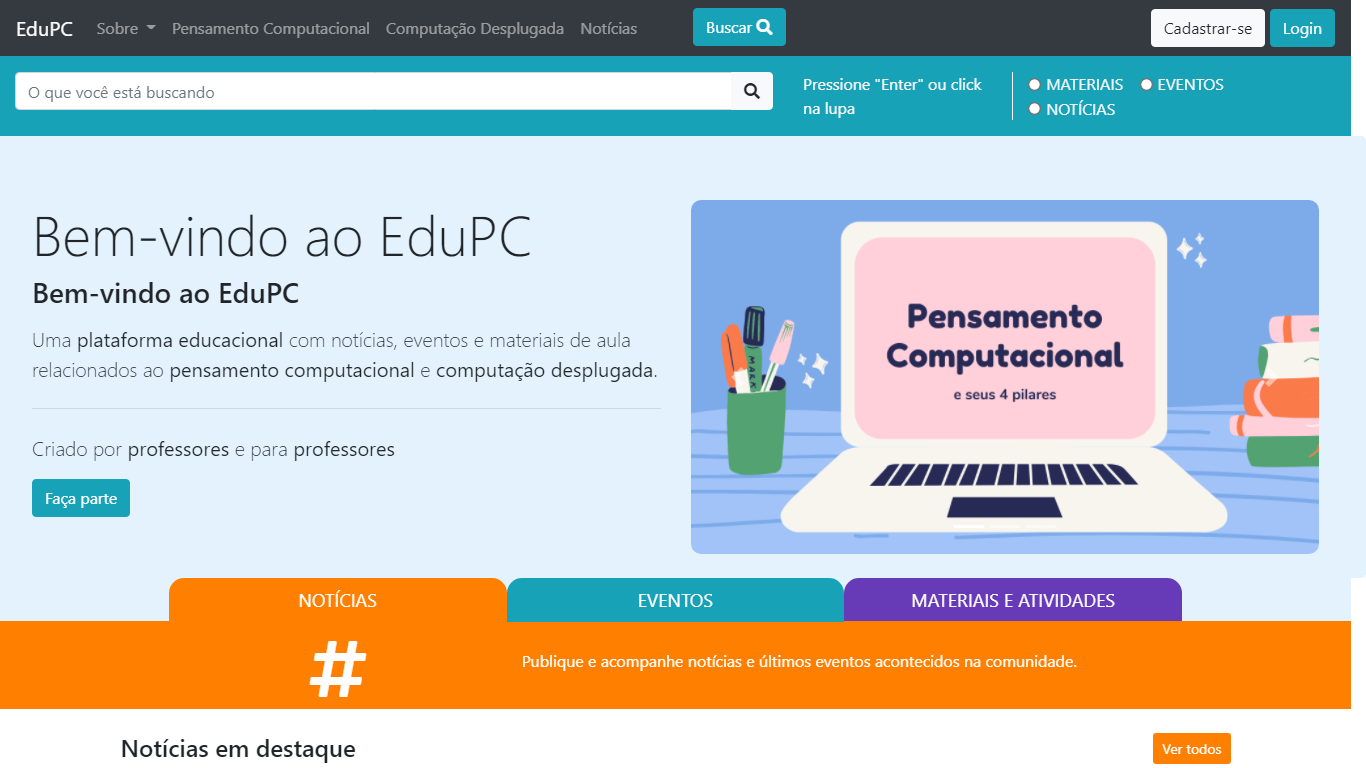 EduPC Sobre Pensamento Computacional Computação Desplugada Notícias Buscar Cadastrar-se Login
O que você está buscando
Pressione "Enter" ou click
na lupa
MATERIAIS EVENTOS
NOTÍCIAS
Bem-vindo ao EduPC
Bem-vindo ao EduPC
Uma plataforma educacional com notícias, eventos e materiais de aula
relacionados ao pensamento computacional e computação desplugada.
Criado por professores e para professores
Faça parte
Pensamento
Computacional
e seus 4 pilares
NOTÍCIAS EVENTOS MATERIAIS E ATIVIDADES
# Publique e acompanhe notícias e últimos eventos acontecidos na comunidade.
Notícias em destaque Ver todos